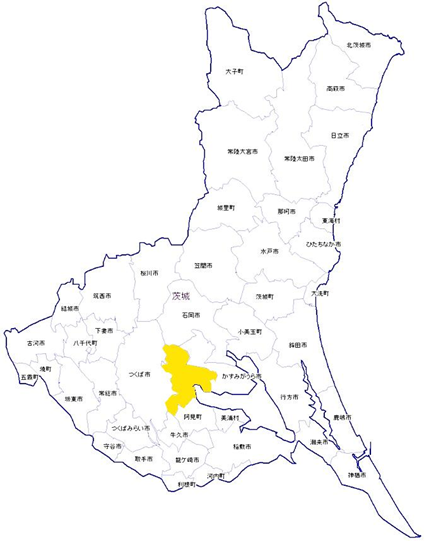 北茨城市
大子町
高萩市
日立市
常陸大宮市
常陸太田市
城里町
那珂市
東海村
ひたちなか市
水戸市
笠間市
桜川市
茨城
茨城町
大洗町
筑西市
石岡市
結城市
小美玉市
下妻市
鉾田市
古河市
八千代町
境町
五霞町
つくば市
かすみがうら市
坂東市
常総市
行方市
鹿嶋市
阿見町
美浦村
つくばみらい市
牛久市
潮来市
守谷市
稲敷市
取手市
龍ケ崎市
神栖市
河内町
利根町